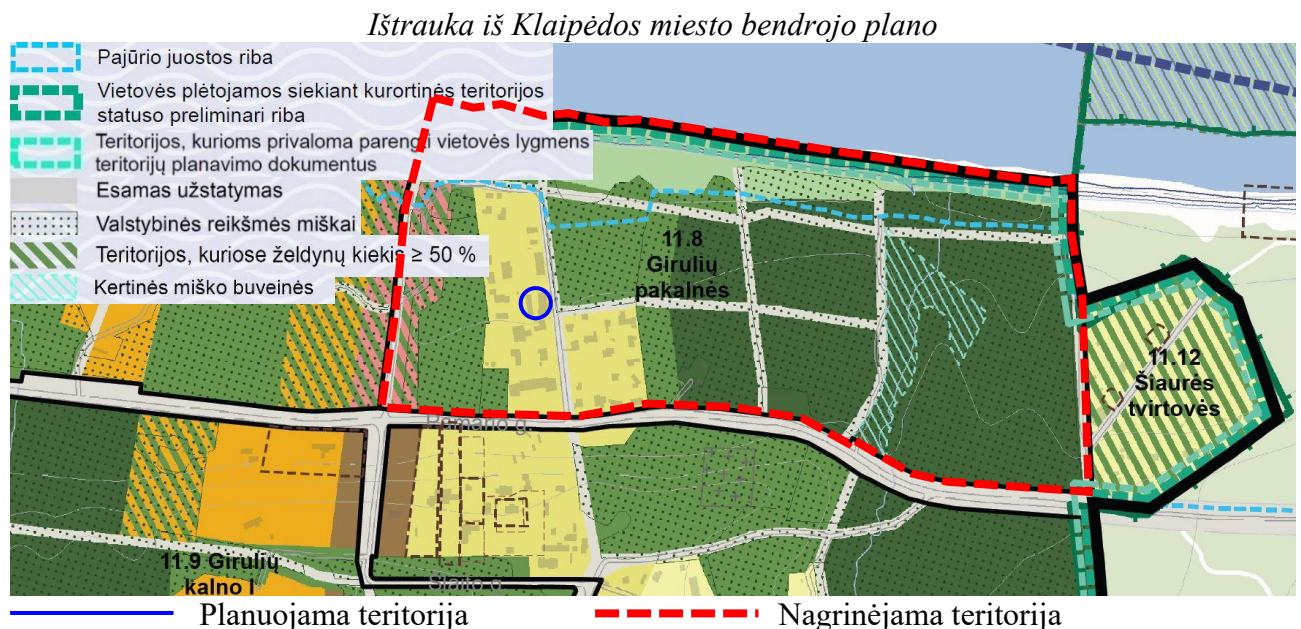 Ištrauka iš Klaipėdos miesto bendrojo plano
Pajūrio juostos riba
Vietovės plėtojamos siekiant kurortinės teritorijos
statuso preliminari riba
Teritorijos, kurioms privaloma parengti vietovės lygmens
teritorijų planavimo dokumentus
Esamas užstatymas
Valstybinės reikšmės miškai
Teritorijos, kuriose želdynų kiekis ≥ 50 %
Kertinės miško buveinės
11.8
Girulių
pakalnės
11.12
Šiaurės
tvirtovės
11.9 Girulių
kalno I
Šlaito g.
Planuojama teritorija
Nagrinėjama teritorija